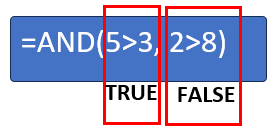 =AND(5>3, 2>8)
TRUE FALSE